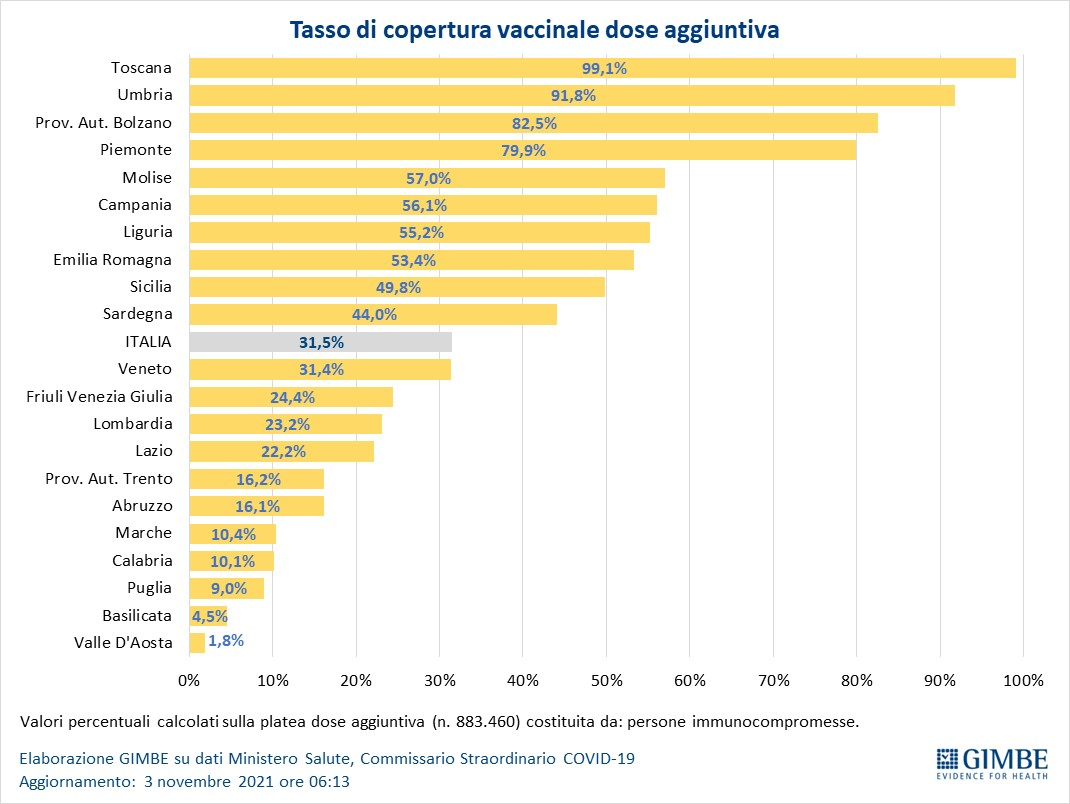 Tasso di copertura vaccinale dose aggiuntiva
Toscana 99,1%
Umbria 91,8%
Prov. Aut. Bolzano 82,5%
Piemonte 79,9%
Molise 57,0%
Campania 56,1%
Liguria 55,2%
Emilia Romagna 53,4%
Sicilia 49,8%
Sardegna 44,0%
ITALIA 31,5%
Veneto 31,4%
Friuli Venezia Giulia 24,4%
Lombardia 23,2%
Lazio 22,2%
Prov. Aut. Trento 16,2%
Abruzzo 16,1%
Marche 10,4%
Calabria 10,1%
Puglia 9,0%
Basilicata 4,5%
Valle D'Aosta 1,8%
0% 10% 20% 30% 40% 50% 60% 70% 80% 90% 100%
Valori percentuali calcolati sulla platea dose aggiuntiva (n. 883.460) costituita da: persone immunocompromesse.
Elaborazione GIMBE su dati Ministero Salute, Commissario Straordinario COVID-19
Aggiornamento: 3 novembre 2021 ore 06:13
GIMBE
EVIDENCE FOR HEALTH